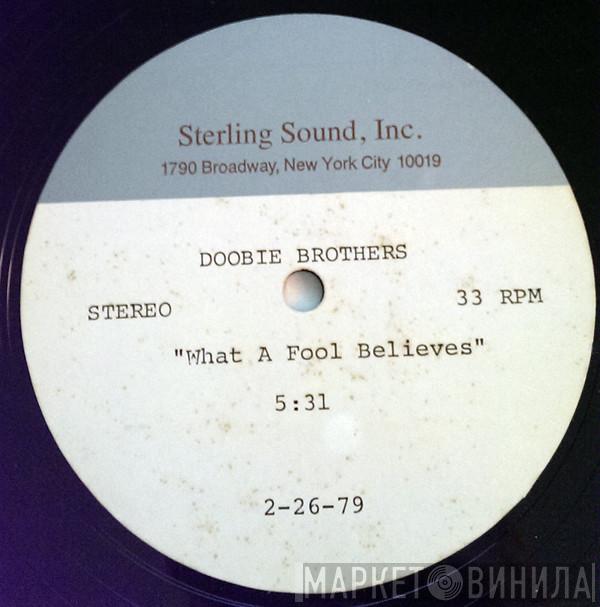 Sterling Sound, Inc.
1790 Broadway, New York City 10019
DOOBIE BROTHERS
STEREO
33 RPM
"What A Fool Believes"
5:31
2-26-79
МАРКЕТ ВИНИЛА